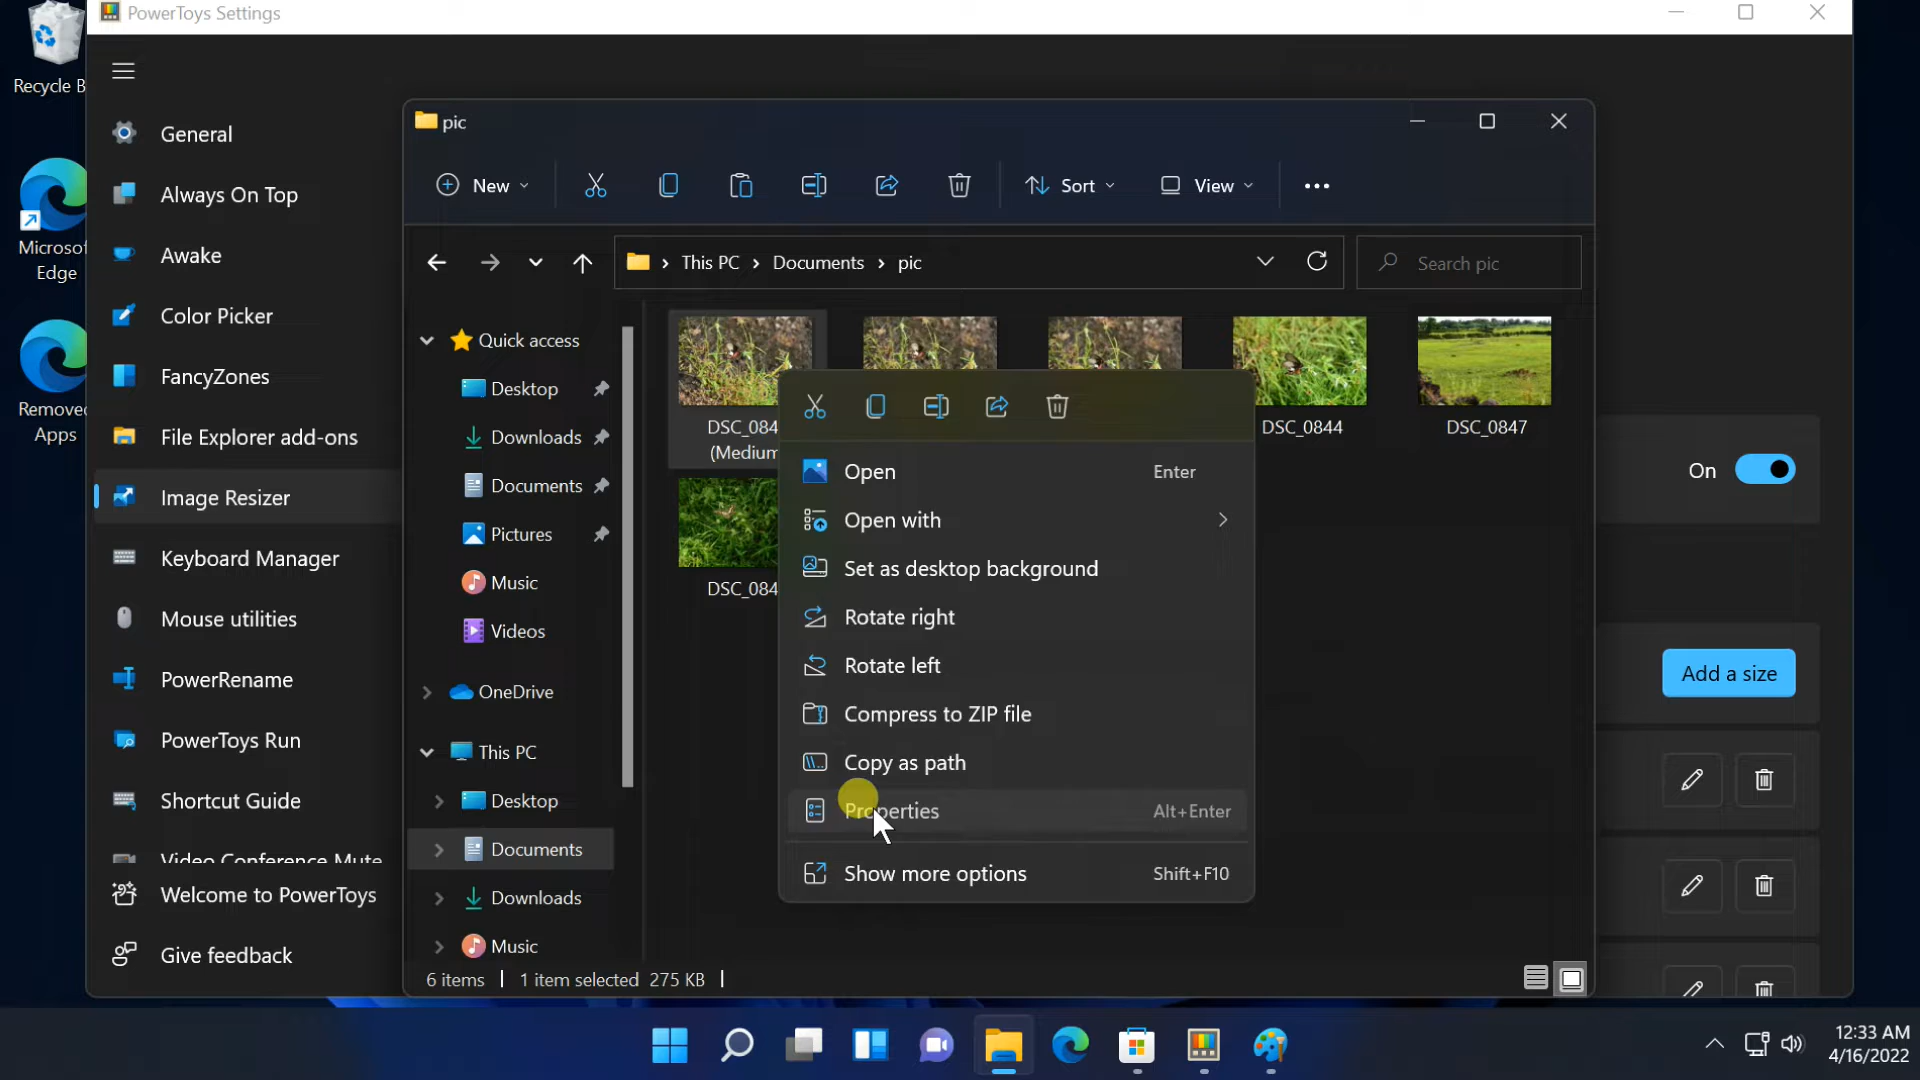 PowerToys Settings
Recycle B
Microsof
Edge
Remove
Apps
General
Always On Top
Awake
Color Picker
FancyZones
File Explorer add-ons
Image Resizer
Keyboard Manager
Mouse utilities
PowerRename
PowerToys Run
Shortcut Guide
Video Conference Mute
Welcome to PowerToys
Give feedback
pic
New
Sort
View
This PC > Documents > pic
Search pic
Quick access
Desktop
Downloads
Documents
Pictures
Music
Videos
OneDrive
This PC
Desktop
Documents
Downloads
Music
DSC_084
(Medium
DSC_0844
DSC_0847
DSC_084
Open Enter
Open with
Set as desktop background
Rotate right
Rotate left
Compress to ZIP file
Copy as path
Properties Alt+Enter
Show more options Shift+F10
6 items 1 item selected 275 KB
On
Add a size
12:33 AM
4/16/2022